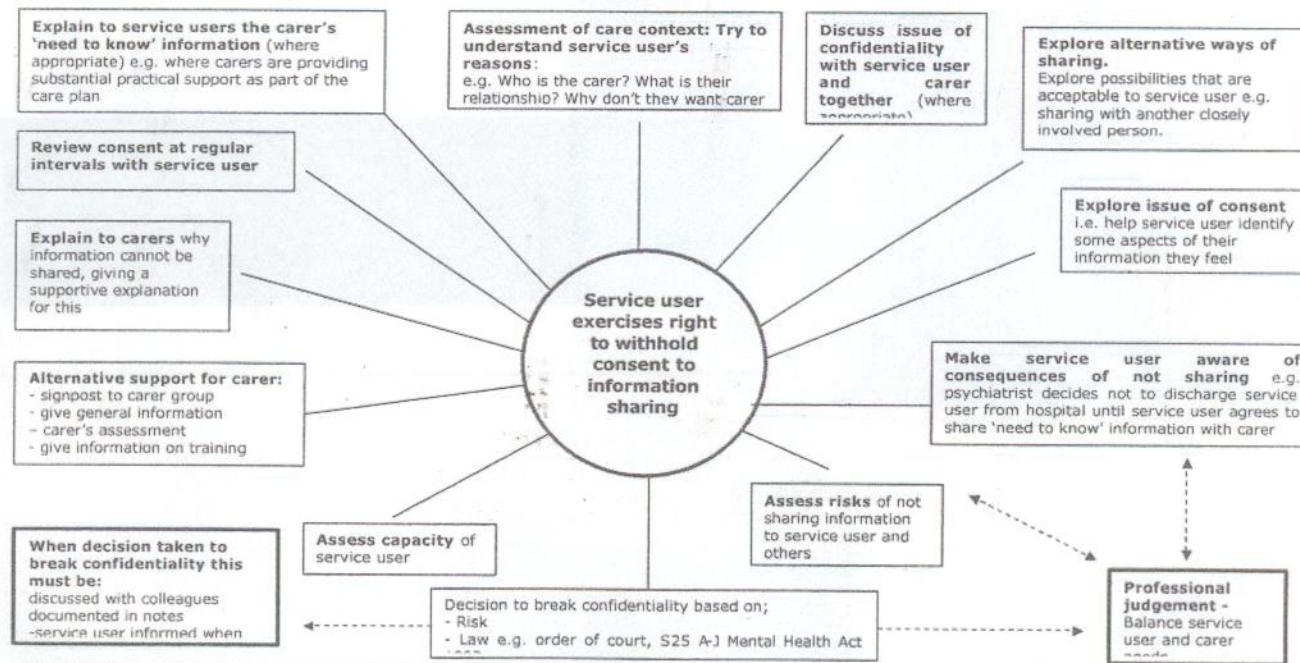 Explain to service users the carer's
'need to know' information (where
appropriate) e.g. where carers are providing
substantial practical support as part of the
care plan
Assessment of care context: Try to
understand service user's
reasons:
e.g. Who is the carer? What is their
relationship? Why don't they want carer
Discuss issue of
confidentiality
with service user
and carer
together (where
appropriate)
Explore alternative ways of
sharing.
Explore possibilities that are
acceptable to service user e.g.
sharing with another closely
involved person.
Review consent at regular
intervals with service user
Explore issue of consent
i.e. help service user identify
some aspects of their
information they feel
Explain to carers why
information cannot be
shared, giving a
supportive explanation
for this
Service user
exercises right
to withhold
consent to
information
sharing
Make service user aware of
consequences of not sharing e.g.
psychiatrist decides not to discharge service
user from hospital until service user agrees to
share 'need to know' information with carer
Alternative support for carer:
- signpost to carer group
- give general information
- carer's assessment
- give information on training
Assess risks of not
sharing information
to service user and
others
Assess capacity of
service user
When decision taken to
break confidentiality this
must be:
discussed with colleagues
documented in notes
-service user informed when
Decision to break confidentiality based on;
- Risk
- Law e.g. order of court, S25 A-J Mental Health Act
Professional
judgement -
Balance service
user and carer
needs